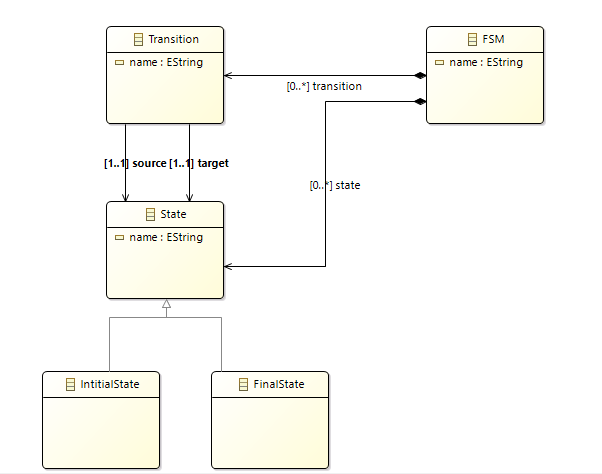 Transition
name : EString
FSM
name : EString
[0..*] transition
[1..1] source [1..1] target
[0..*] state
State
name : EString
IntitialState
FinalState